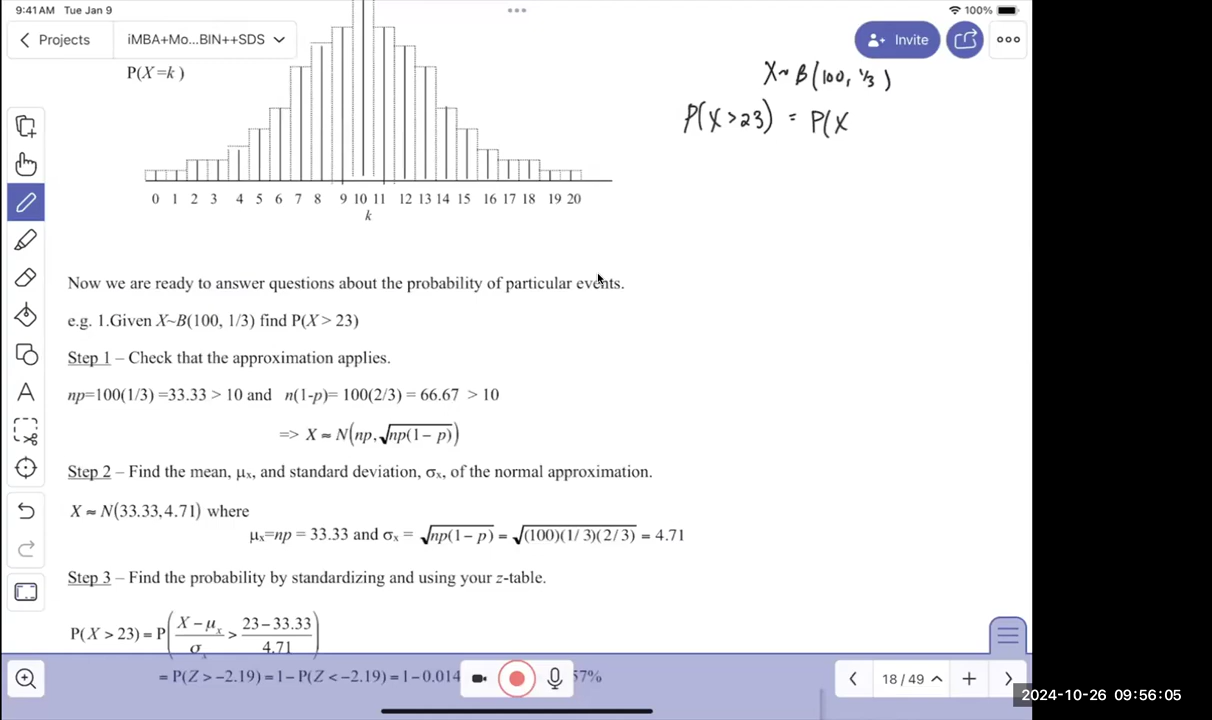 9:41 AM Tue Jan 9
100%
Projects
iMBA+Mo...BIN++SDS
Invite
P(X=k)
X~B(100, 1/3)
P(X>23) = P(X
0 1 2 3 4 5 6 7 8 9 10 11 12 13 14 15 16 17 18 19 20
k
Now we are ready to answer questions about the probability of particular events.
e.g. 1.Given X~B(100, 1/3) find P(X > 23)
Step 1 – Check that the approximation applies.
np=100(1/3) =33.33 > 10 and n(1-p)= 100(2/3) = 66.67 > 10
=> X ≈ N(np,√np(1−p))
Step 2 – Find the mean, μx, and standard deviation, σx, of the normal approximation.
X ≈ N(33.33,4.71) where
μx=np = 33.33 and σx = √np(1−p) = √(100)(1/3)(2/3) = 4.71
Step 3 – Find the probability by standardizing and using your z-table.
P(X > 23) = P((X − μx)/σx > (23−33.33)/4.71)
= P(Z > −2.19) = 1− P(Z < −2.19) = 1− 0.014 57%
18 / 49
2024-10-26 09:56:05